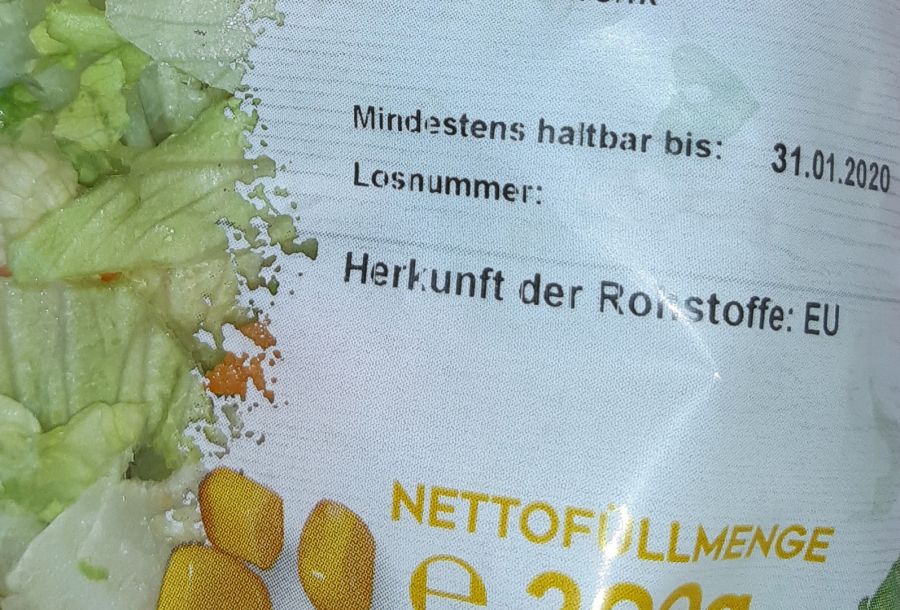 Mindestens haltbar bis: 31.01.2020
Losnummer:
Herkunft der Rohstoffe: EU
NETTOFÜLLMENGE
e